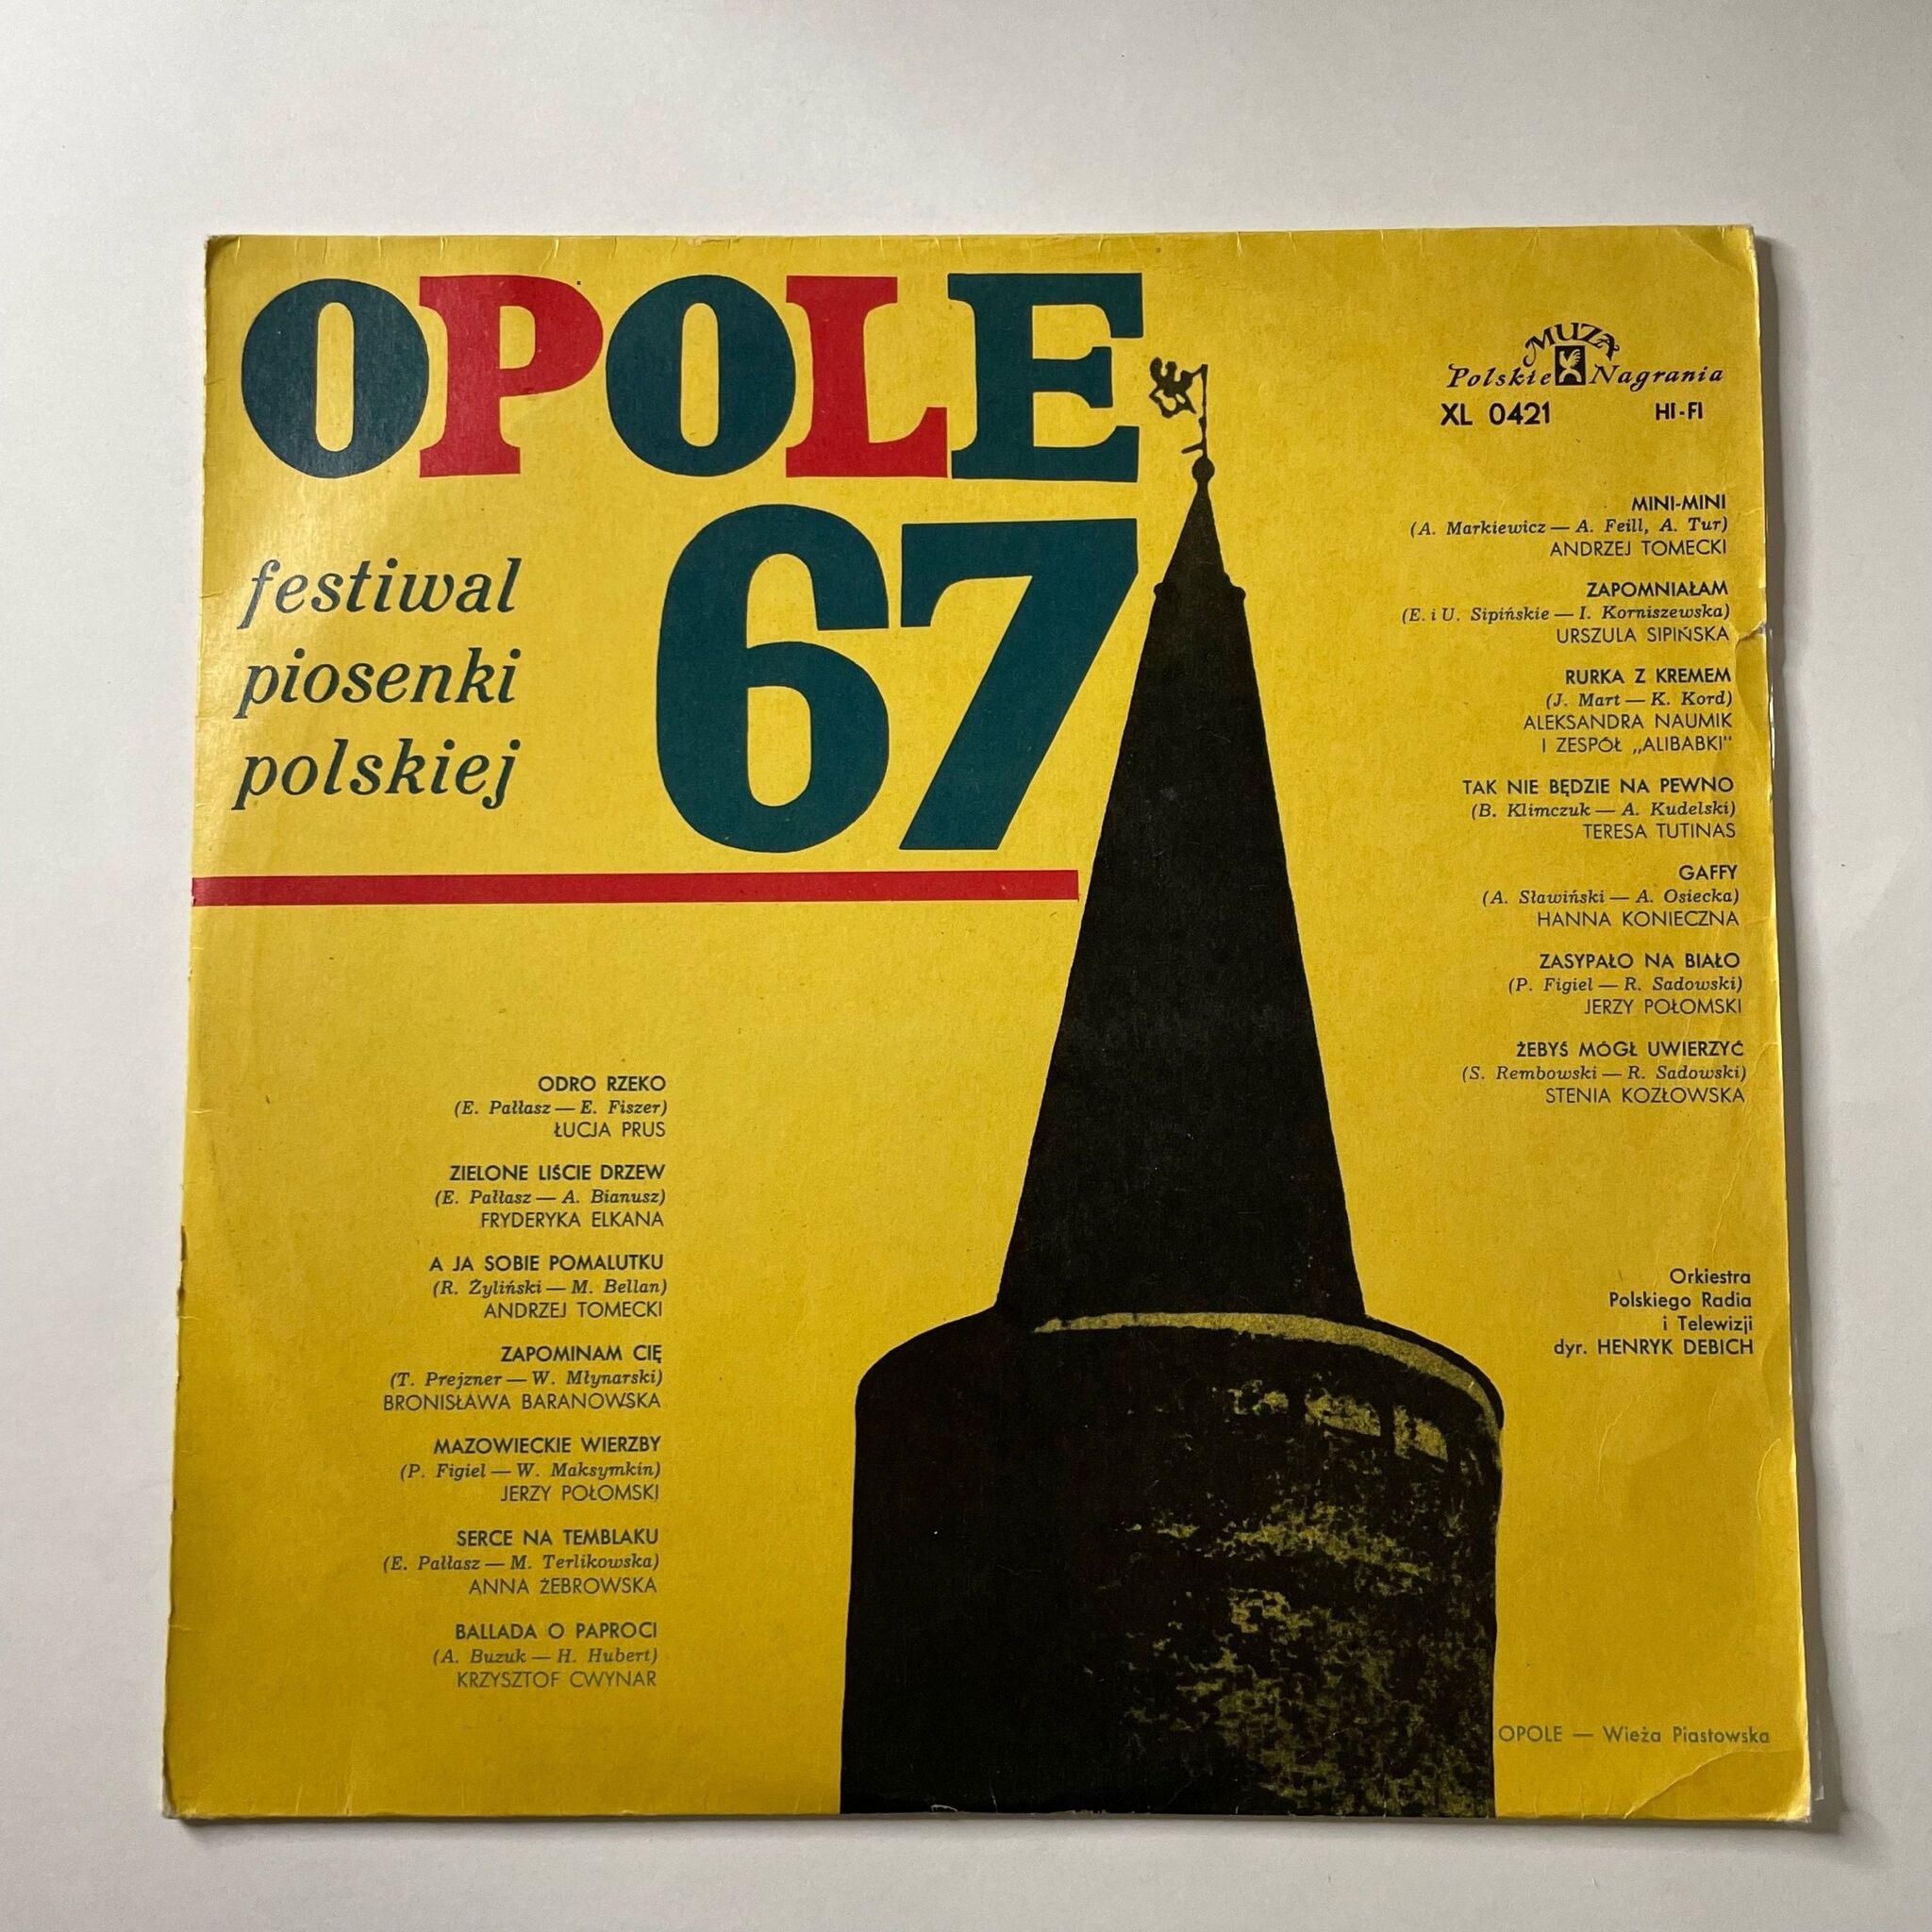 OPOLE
67
festiwal
piosenki
polskiej
MUZA
Polskie Nagrania
XL 0421 HI-FI
ODRO RZEKO
(E. Pałłasz — E. Fiszer)
ŁUCJA PRUS
ZIELONE LIŚCIE DRZEW
(E. Pałłasz — A. Bianusz)
FRYDERYKA ELKANA
A JA SOBIE POMALUTKU
(R. Żyliński — M. Bellan)
ANDRZEJ TOMECKI
ZAPOMINAM CIĘ
(T. Prejzner — W. Młynarski)
BRONISŁAWA BARANOWSKA
MAZOWIECKIE WIERZBY
(P. Figiel — W. Maksymkin)
JERZY POŁOMSKI
SERCE NA TEMBLAKU
(E. Pałłasz — M. Terlikowska)
ANNA ŻEBROWSKA
BALLADA O PAPROCI
(A. Buzuk — H. Hubert)
KRZYSZTOF CWYNAR
MINI-MINI
(A. Markiewicz — A. Feill, A. Tur)
ANDRZEJ TOMECKI
ZAPOMNIAŁAM
(E. i U. Sipińskie — I. Korniszewska)
URSZULA SIPIŃSKA
RURKA Z KREMEM
(J. Mart — K. Kord)
ALEKSANDRA NAUMIK
I ZESPÓŁ „ALIBABKI"
TAK NIE BĘDZIE NA PEWNO
(B. Klimczuk — A. Kudelski)
TERESA TUTINAS
GAFFY
(A. Sławiński — A. Osiecka)
HANNA KONIECZNA
ZASYPAŁO NA BIAŁO
(P. Figiel — R. Sadowski)
JERZY POŁOMSKI
ŻEBYŚ MÓGŁ UWIERZYĆ
(S. Rembowski — R. Sadowski)
STENIA KOZŁOWSKA
Orkiestra
Polskiego Radia
i Telewizji
dyr. HENRYK DEBICH
OPOLE — Wieża Piastowska